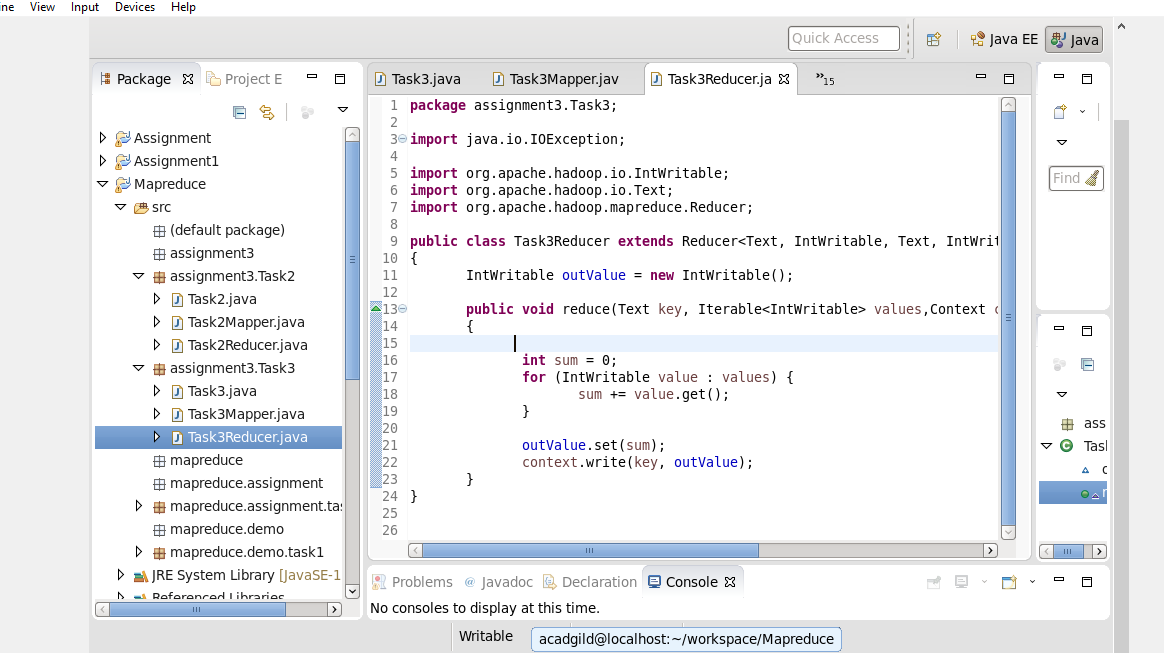 ine View Input Devices Help
Quick Access
Java EE
Java
Package
Project E
Assignment
Assignment1
Mapreduce
src
(default package)
assignment3
assignment3.Task2
Task2.java
Task2Mapper.java
Task2Reducer.java
assignment3.Task3
Task3.java
Task3Mapper.java
Task3Reducer.java
mapreduce
mapreduce.assignment
mapreduce.assignment.tas
mapreduce.demo
mapreduce.demo.task1
JRE System Library [JavaSE-1
Referenced Libraries
Task3.java
Task3Mapper.jav
Task3Reducer.ja
»15
1 package assignment3.Task3;
2
3 import java.io.IOException;
4
5 import org.apache.hadoop.io.IntWritable;
6 import org.apache.hadoop.io.Text;
7 import org.apache.hadoop.mapreduce.Reducer;
8
9 public class Task3Reducer extends Reducer<Text, IntWritable, Text, IntWrit
10 {
11 IntWritable outValue = new IntWritable();
12
13 public void reduce(Text key, Iterable<IntWritable> values,Context c
14 {
15
16 int sum = 0;
17 for (IntWritable value : values) {
18 sum += value.get();
19 }
20
21 outValue.set(sum);
22 context.write(key, outValue);
23 }
24 }
25
26
Find
ass
Tas
Problems
@ Javadoc
Declaration
Console
No consoles to display at this time.
Writable
acadgild@localhost:~/workspace/Mapreduce